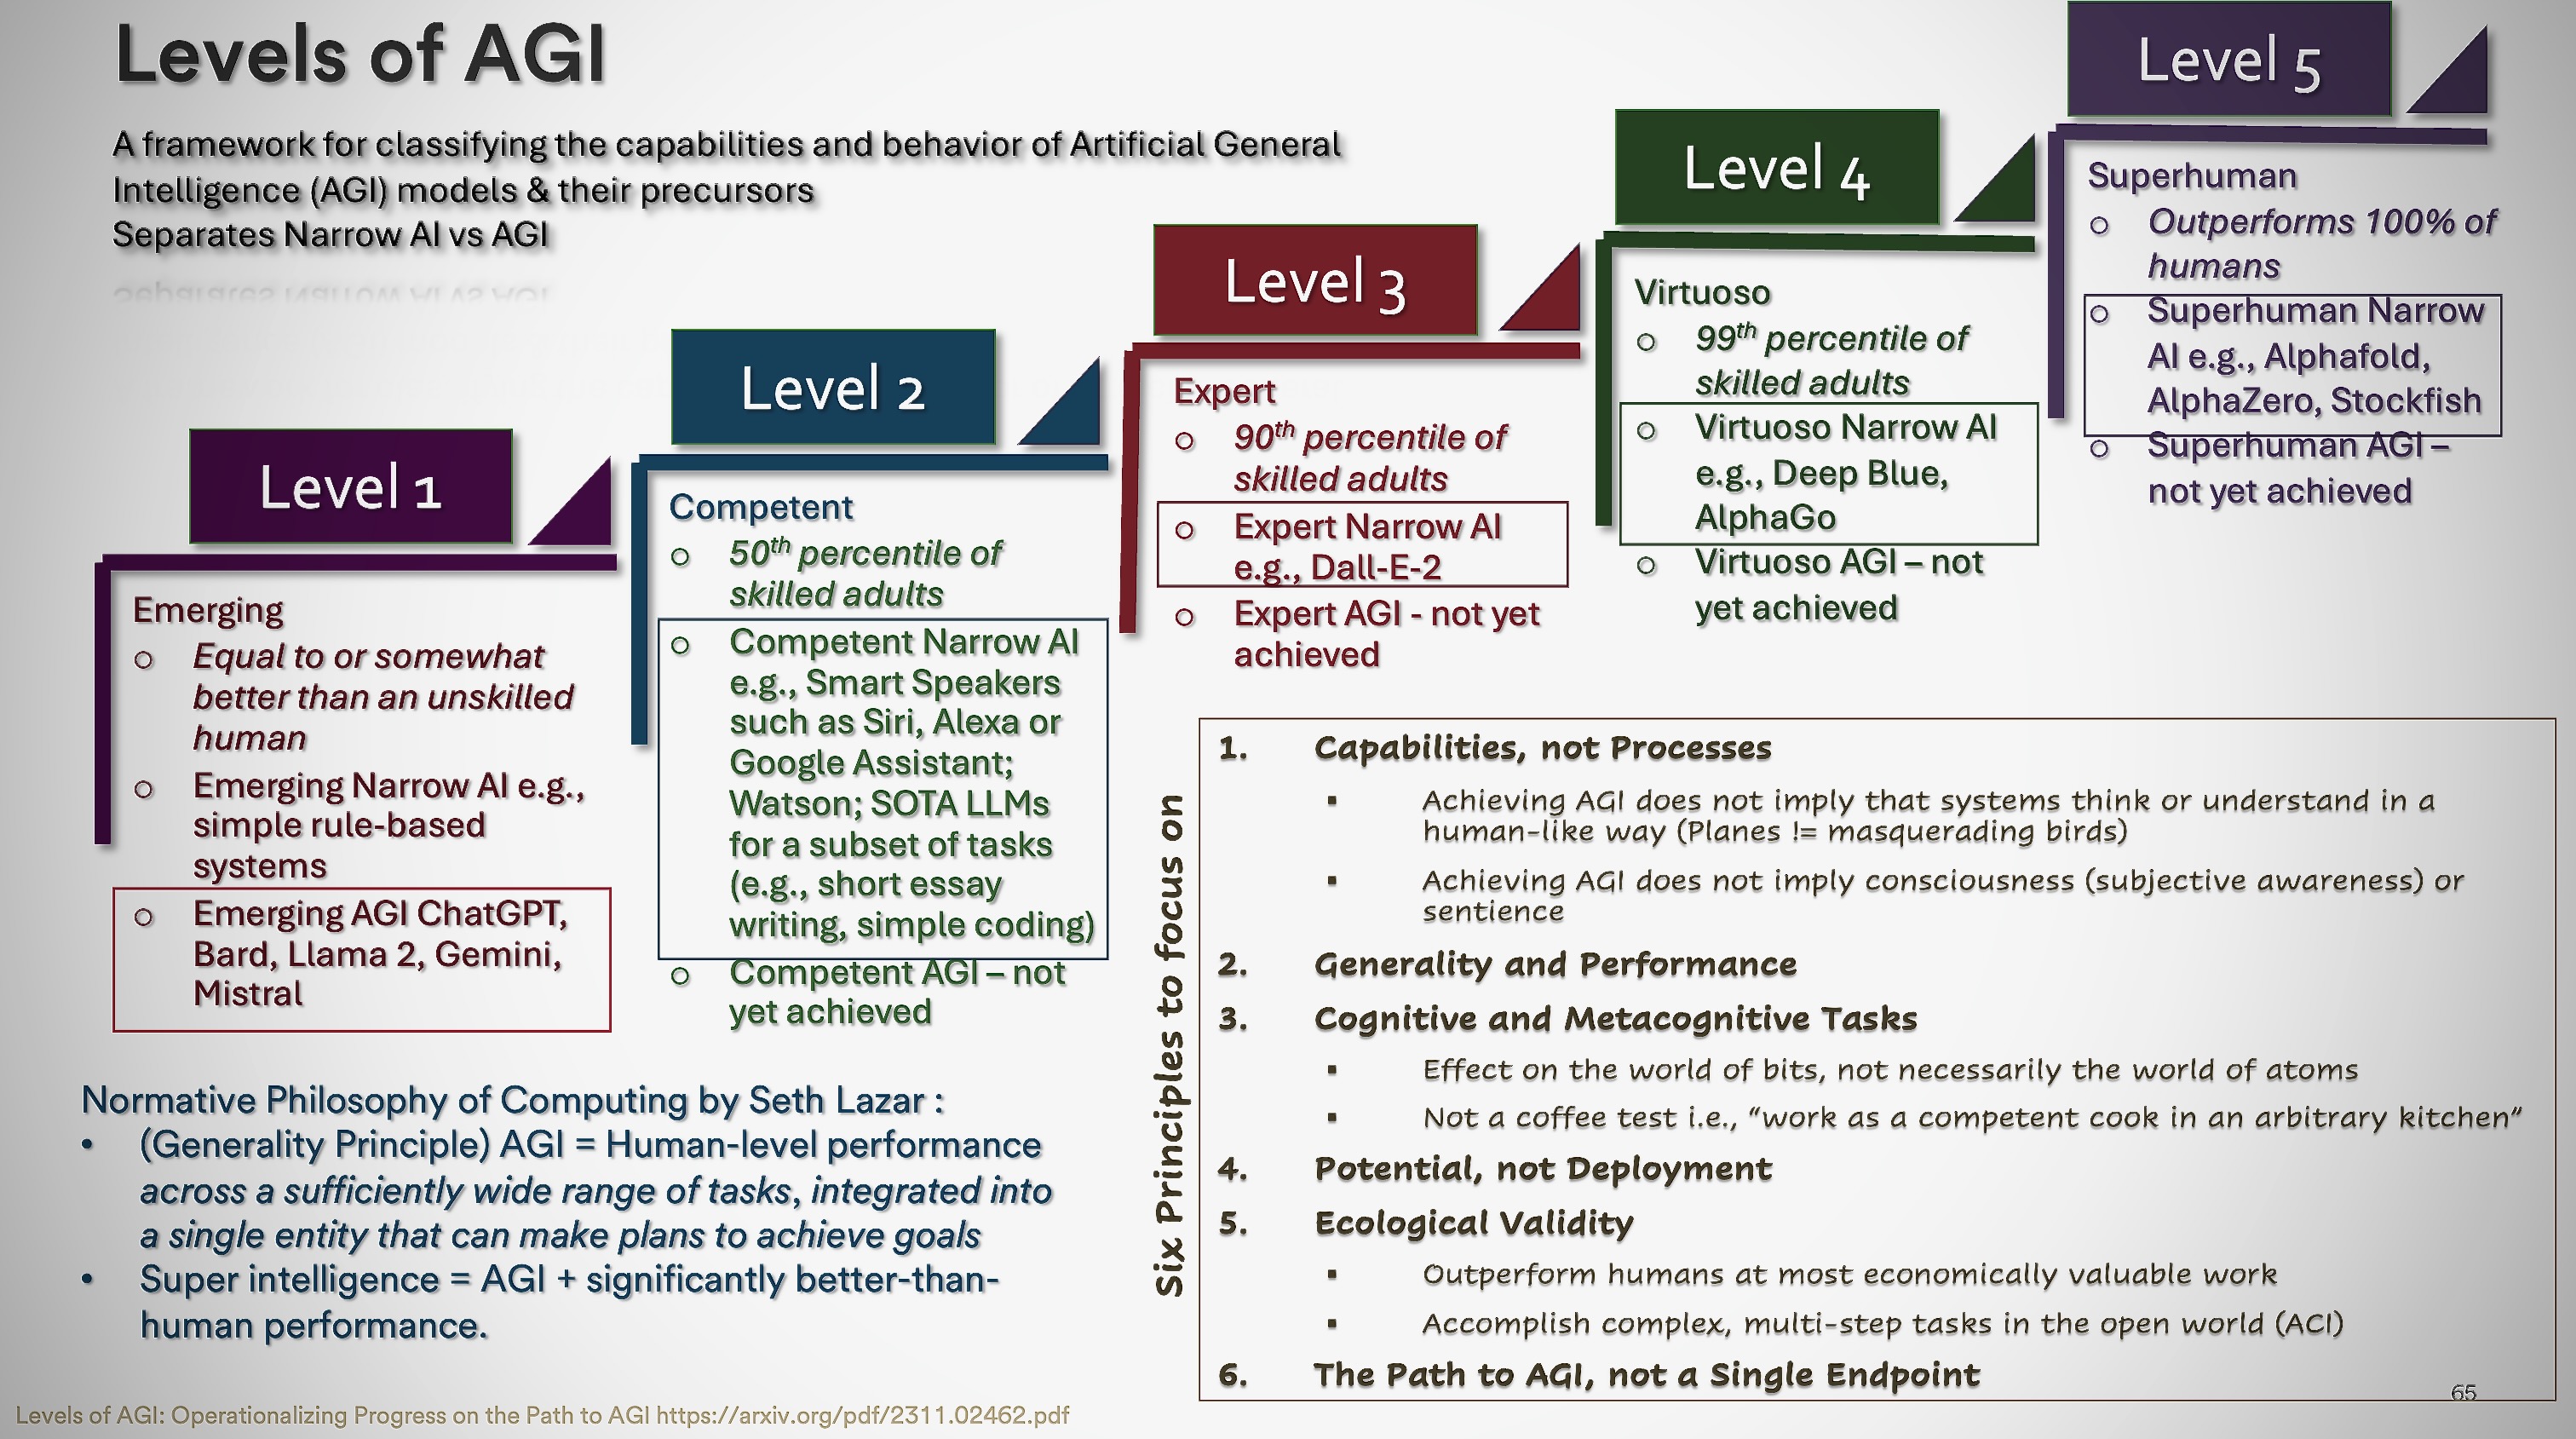 Levels of AGI
A framework for classifying the capabilities and behavior of Artificial General
Intelligence (AGI) models & their precursors
Separates Narrow AI vs AGI
Level 1
Emerging
o Equal to or somewhat
better than an unskilled
human
o Emerging Narrow AI e.g.,
simple rule-based
systems
o Emerging AGI ChatGPT,
Bard, Llama 2, Gemini,
Mistral
Level 2
Competent
o 50th percentile of
skilled adults
o Competent Narrow AI
e.g., Smart Speakers
such as Siri, Alexa or
Google Assistant;
Watson; SOTA LLMs
for a subset of tasks
(e.g., short essay
writing, simple coding)
o Competent AGI – not
yet achieved
Level 3
Expert
o 90th percentile of
skilled adults
o Expert Narrow AI
e.g., Dall-E-2
o Expert AGI - not yet
achieved
Level 4
Virtuoso
o 99th percentile of
skilled adults
o Virtuoso Narrow AI
e.g., Deep Blue,
AlphaGo
o Virtuoso AGI – not
yet achieved
Level 5
Superhuman
o Outperforms 100% of
humans
o Superhuman Narrow
AI e.g., Alphafold,
AlphaZero, Stockfish
o Superhuman AGI –
not yet achieved
Normative Philosophy of Computing by Seth Lazar :
• (Generality Principle) AGI = Human-level performance
across a sufficiently wide range of tasks, integrated into
a single entity that can make plans to achieve goals
• Super intelligence = AGI + significantly better-than-
human performance.
Six Principles to focus on
1. Capabilities, not Processes
▪ Achieving AGI does not imply that systems think or understand in a
human-like way (Planes != masquerading birds)
▪ Achieving AGI does not imply consciousness (subjective awareness) or
sentience
2. Generality and Performance
3. Cognitive and Metacognitive Tasks
▪ Effect on the world of bits, not necessarily the world of atoms
▪ Not a coffee test i.e., “work as a competent cook in an arbitrary kitchen”
4. Potential, not Deployment
5. Ecological Validity
▪ Outperform humans at most economically valuable work
▪ Accomplish complex, multi-step tasks in the open world (ACI)
6. The Path to AGI, not a Single Endpoint
65
Levels of AGI: Operationalizing Progress on the Path to AGI https://arxiv.org/pdf/2311.02462.pdf